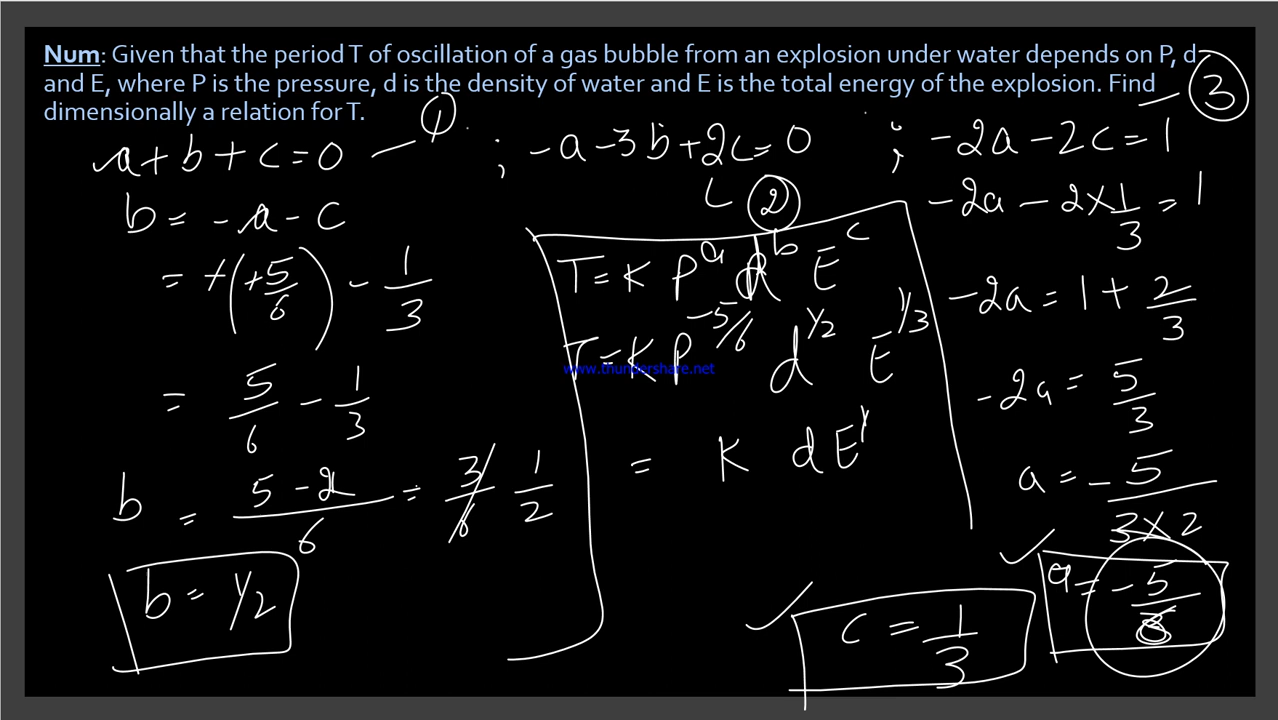 Num: Given that the period T of oscillation of a gas bubble from an explosion under water depends on P, d
and E, where P is the pressure, d is the density of water and E is the total energy of the explosion. Find
dimensionally a relation for T.
a + b + c = 0 — ①
b = - a - c
= + (+5/6) - 1/3
= 5/6 - 1/3
b = 5 - 2/6 = 3/6 1/2
b = 1/2
; - a - 3b + 2c = 0
②
T = K P^a d^b E^c
T = K P^-5/6 d^1/2 E^1/3
www.thundershare.net
= K d E
; - 2a - 2c = 1 — ③
- 2a - 2 × 1/3 = 1
- 2a = 1 + 2/3
- 2a = 5/3
a = - 5/3×2
a = - 5/6
c = 1/3